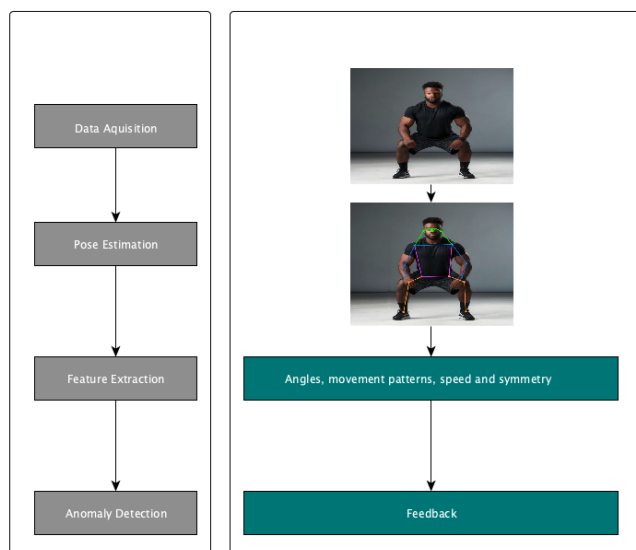 Data Aquisition
Pose Estimation
Feature Extraction
Angles, movement patterns, speed and symmetry
Anomaly Detection
Feedback